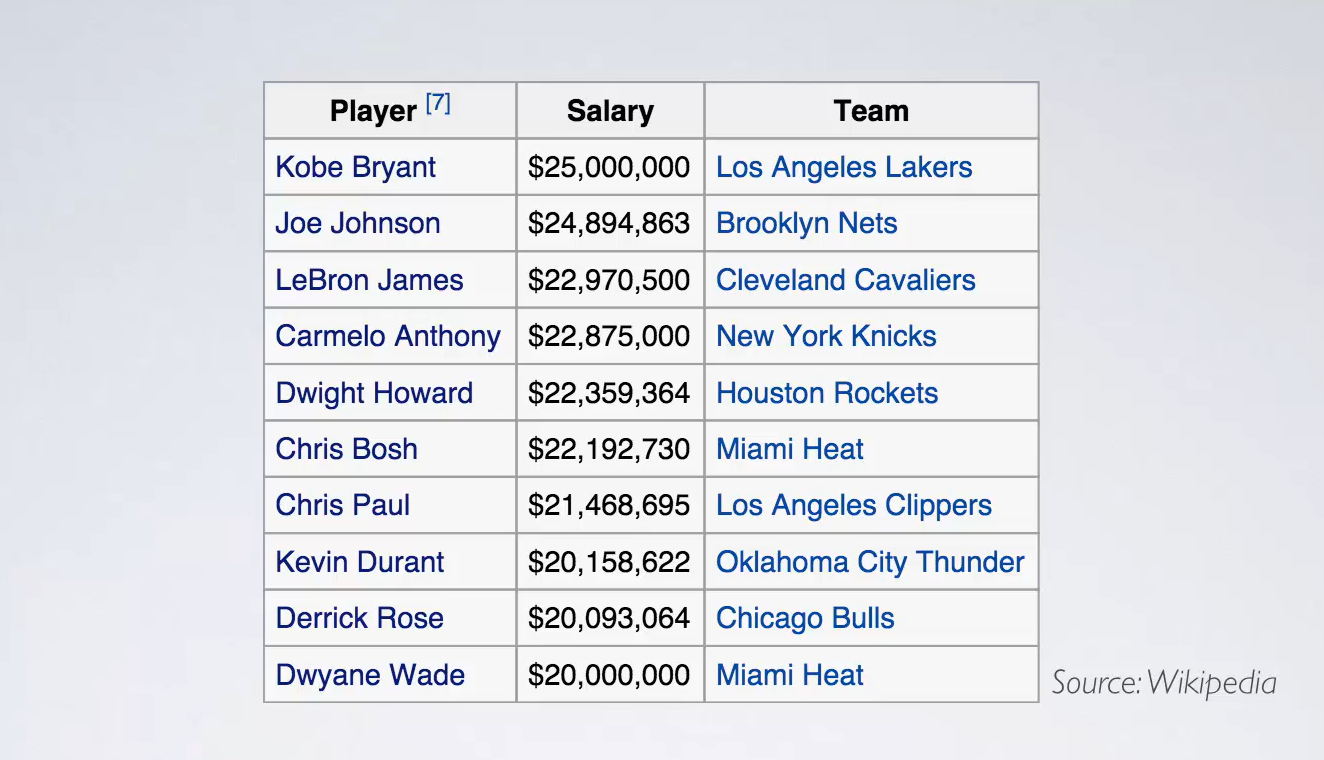 Player [7] Salary Team
Kobe Bryant $25,000,000 Los Angeles Lakers
Joe Johnson $24,894,863 Brooklyn Nets
LeBron James $22,970,500 Cleveland Cavaliers
Carmelo Anthony $22,875,000 New York Knicks
Dwight Howard $22,359,364 Houston Rockets
Chris Bosh $22,192,730 Miami Heat
Chris Paul $21,468,695 Los Angeles Clippers
Kevin Durant $20,158,622 Oklahoma City Thunder
Derrick Rose $20,093,064 Chicago Bulls
Dwyane Wade $20,000,000 Miami Heat
Source: Wikipedia